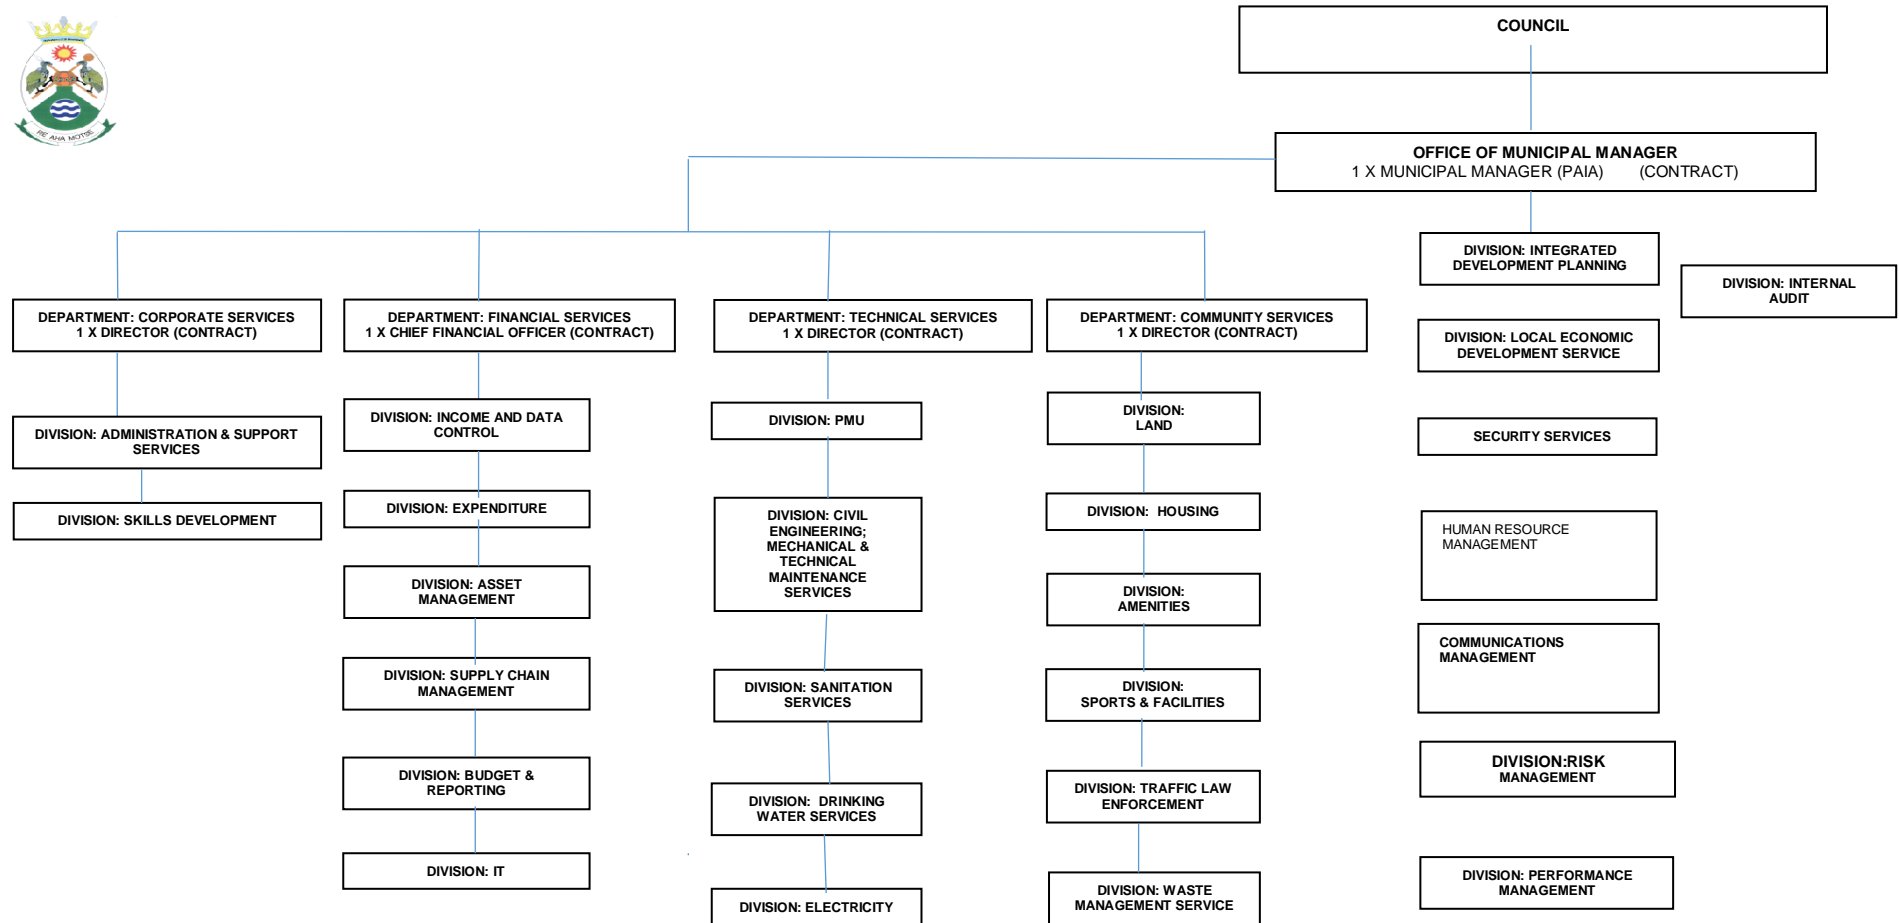 COUNCIL
OFFICE OF MUNICIPAL MANAGER
1 X MUNICIPAL MANAGER (PAIA) (CONTRACT)
RE AHA MOTSE
DEPARTMENT: CORPORATE SERVICES
1 X DIRECTOR (CONTRACT)
DIVISION: ADMINISTRATION & SUPPORT
SERVICES
DIVISION: SKILLS DEVELOPMENT
DEPARTMENT: FINANCIAL SERVICES
1 X CHIEF FINANCIAL OFFICER (CONTRACT)
DIVISION: INCOME AND DATA
CONTROL
DIVISION: EXPENDITURE
DIVISION: ASSET
MANAGEMENT
DIVISION: SUPPLY CHAIN
MANAGEMENT
DIVISION: BUDGET &
REPORTING
DIVISION: IT
DEPARTMENT: TECHNICAL SERVICES
1 X DIRECTOR (CONTRACT)
DIVISION: PMU
DIVISION: CIVIL
ENGINEERING;
MECHANICAL &
TECHNICAL
MAINTENANCE
SERVICES
DIVISION: SANITATION
SERVICES
DIVISION: DRINKING
WATER SERVICES
DIVISION: ELECTRICITY
DEPARTMENT: COMMUNITY SERVICES
1 X DIRECTOR (CONTRACT)
DIVISION:
LAND
DIVISION: HOUSING
DIVISION:
AMENITIES
DIVISION:
SPORTS & FACILITIES
DIVISION: TRAFFIC LAW
ENFORCEMENT
DIVISION: WASTE
MANAGEMENT SERVICE
DIVISION: INTEGRATED
DEVELOPMENT PLANNING
DIVISION: LOCAL ECONOMIC
DEVELOPMENT SERVICE
SECURITY SERVICES
HUMAN RESOURCE
MANAGEMENT
COMMUNICATIONS
MANAGEMENT
DIVISION:RISK
MANAGEMENT
DIVISION: PERFORMANCE
MANAGEMENT
DIVISION: INTERNAL
AUDIT